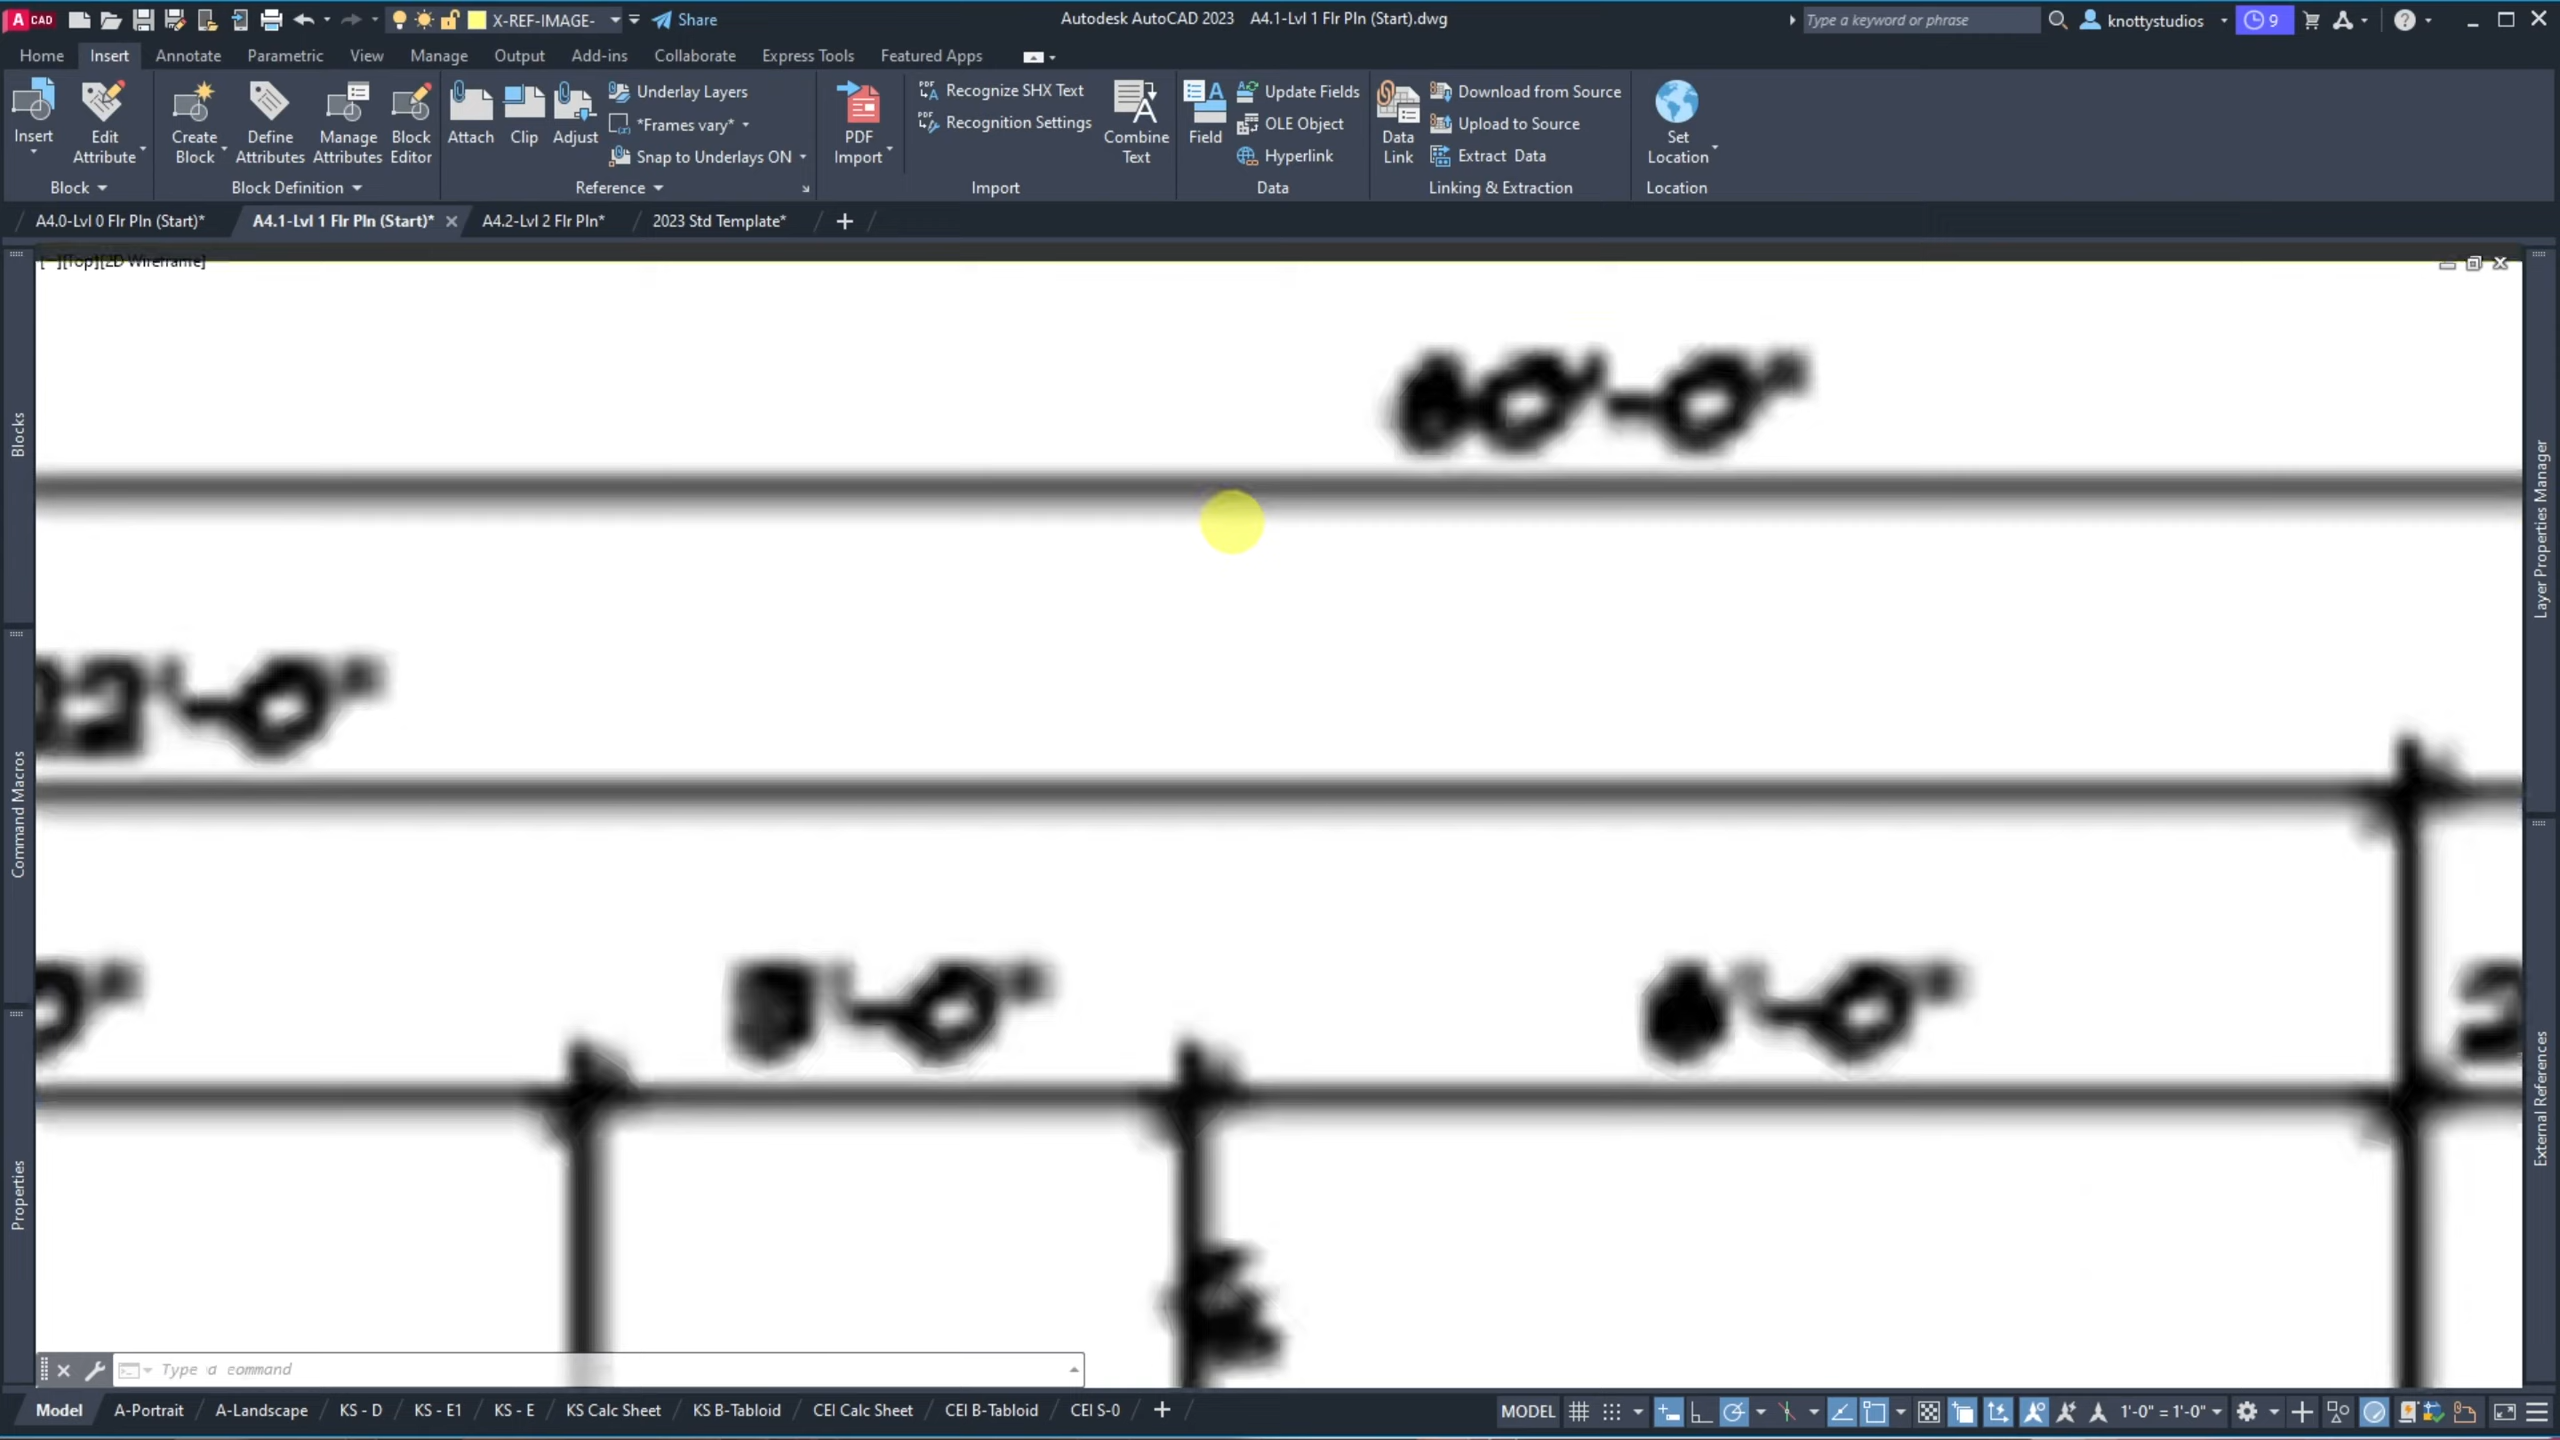 CAD X-REF-IMAGE- Share Autodesk AutoCAD 2023 A4.1-Lvl 1 Flr Pln (Start).dwg Type a keyword or phrase knottystudios 9
Home Insert Annotate Parametric View Manage Output Add-ins Collaborate Express Tools Featured Apps
Insert
Edit Attribute
Create Block
Define Attributes
Manage Attributes
Block Editor
Attach
Clip
Adjust
Underlay Layers
*Frames vary*
Snap to Underlays ON
PDF Import
Recognize SHX Text
Recognition Settings
Combine Text
Field
Update Fields
OLE Object
Hyperlink
Data Link
Download from Source
Upload to Source
Extract Data
Set Location
Block Block Definition Reference Import Data Linking & Extraction Location
A4.0-Lvl 0 Flr Pln (Start)* A4.1-Lvl 1 Flr Pln (Start)* A4.2-Lvl 2 Flr Pln* 2023 Std Template*
[−][Top][2D Wireframe]
Blocks
Command Macros
Properties
Layer Properties Manager
External References
Type a command
Model A-Portrait A-Landscape KS - D KS - E1 KS - E KS Calc Sheet KS B-Tabloid CEI Calc Sheet CEI B-Tabloid CEI S-0 MODEL 1'-0" = 1'-0"